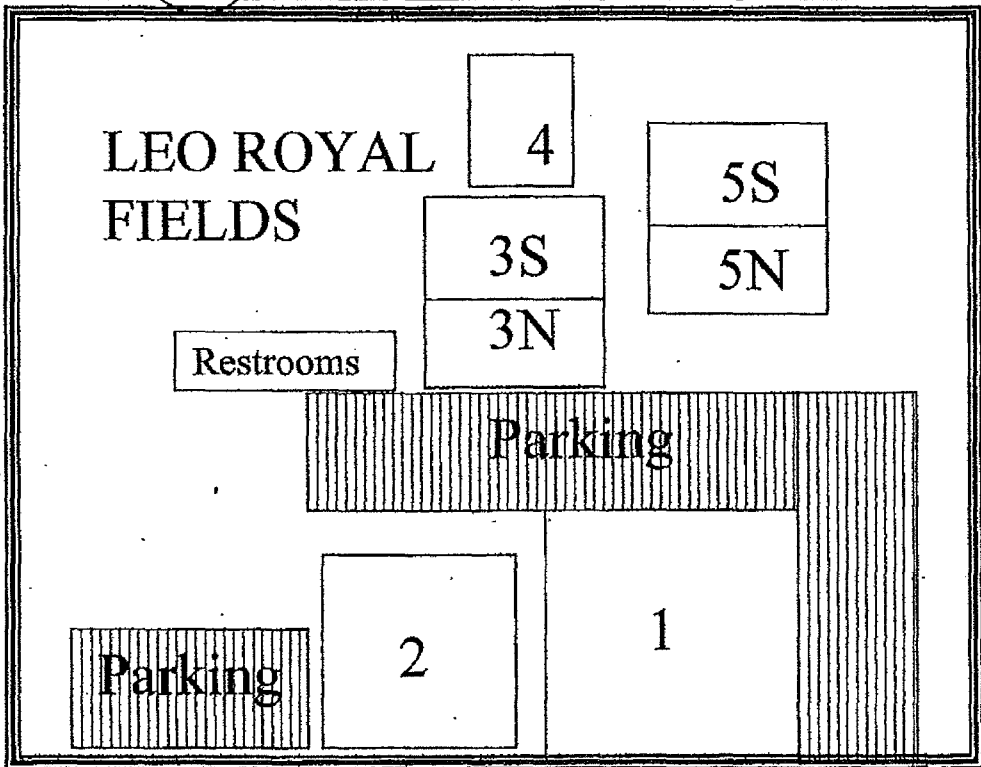 LEO ROYAL
FIELDS
4
5S
5N
3S
3N
Restrooms
Parking
1
2
Parking